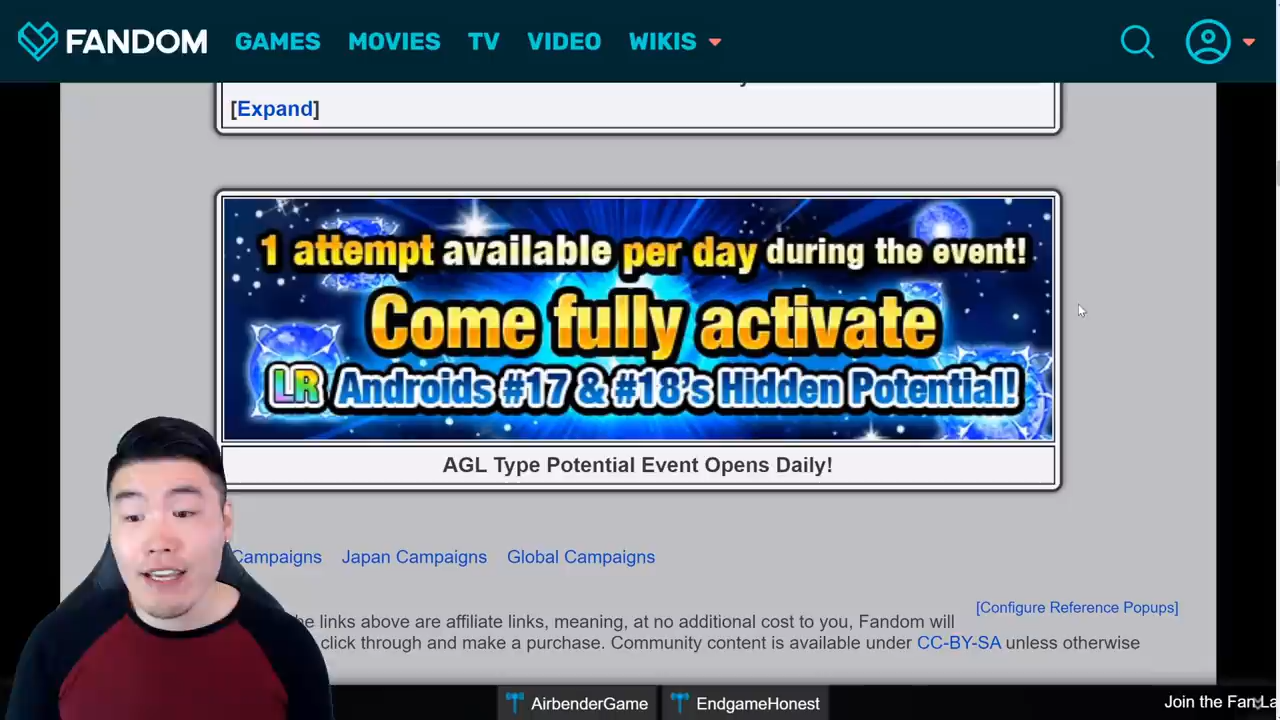 FANDOM GAMES MOVIES TV VIDEO WIKIS
[Expand]
1 attempt available per day during the event!
Come fully activate
LR Androids #17 & #18's Hidden Potential!
AGL Type Potential Event Opens Daily!
Campaigns Japan Campaigns Global Campaigns
[Configure Reference Popups]
he links above are affiliate links, meaning, at no additional cost to you, Fandom will
click through and make a purchase. Community content is available under CC-BY-SA unless otherwise
AirbenderGame EndgameHonest Join the Fan La